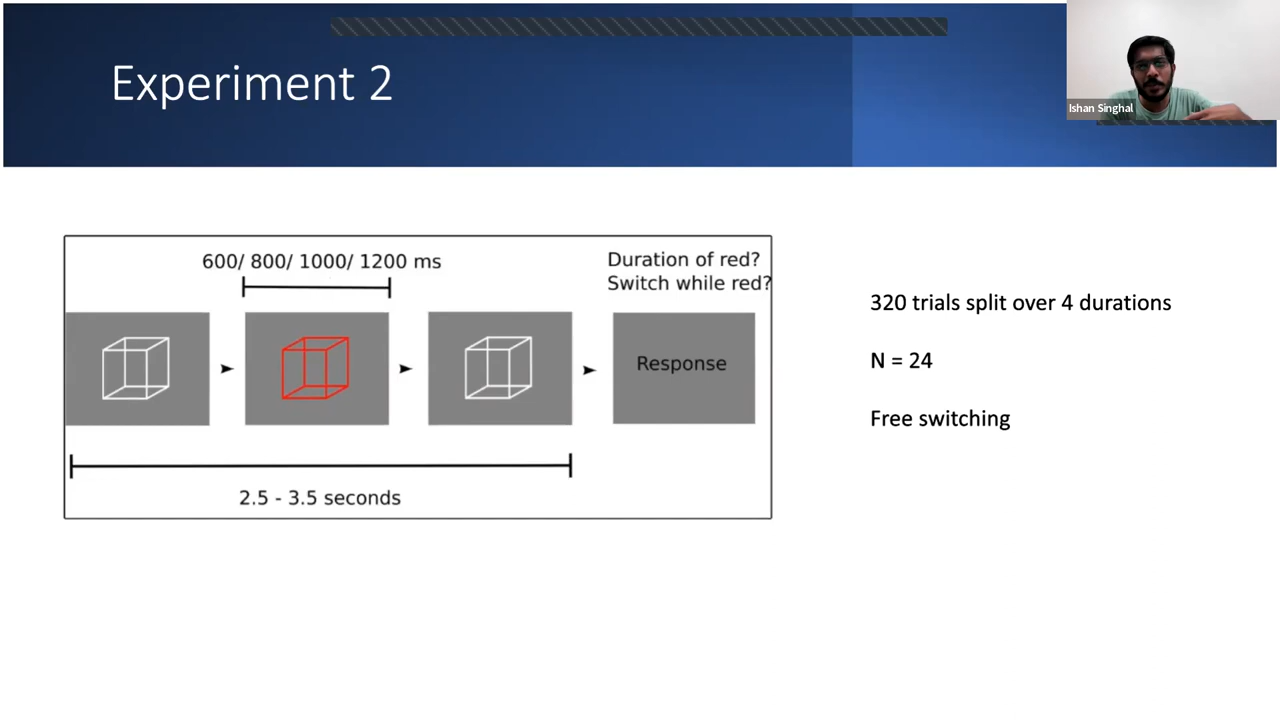 Experiment 2
Ishan Singhal
600/ 800/ 1000/ 1200 ms
Duration of red?
Switch while red?
Response
2.5 - 3.5 seconds
320 trials split over 4 durations
N = 24
Free switching